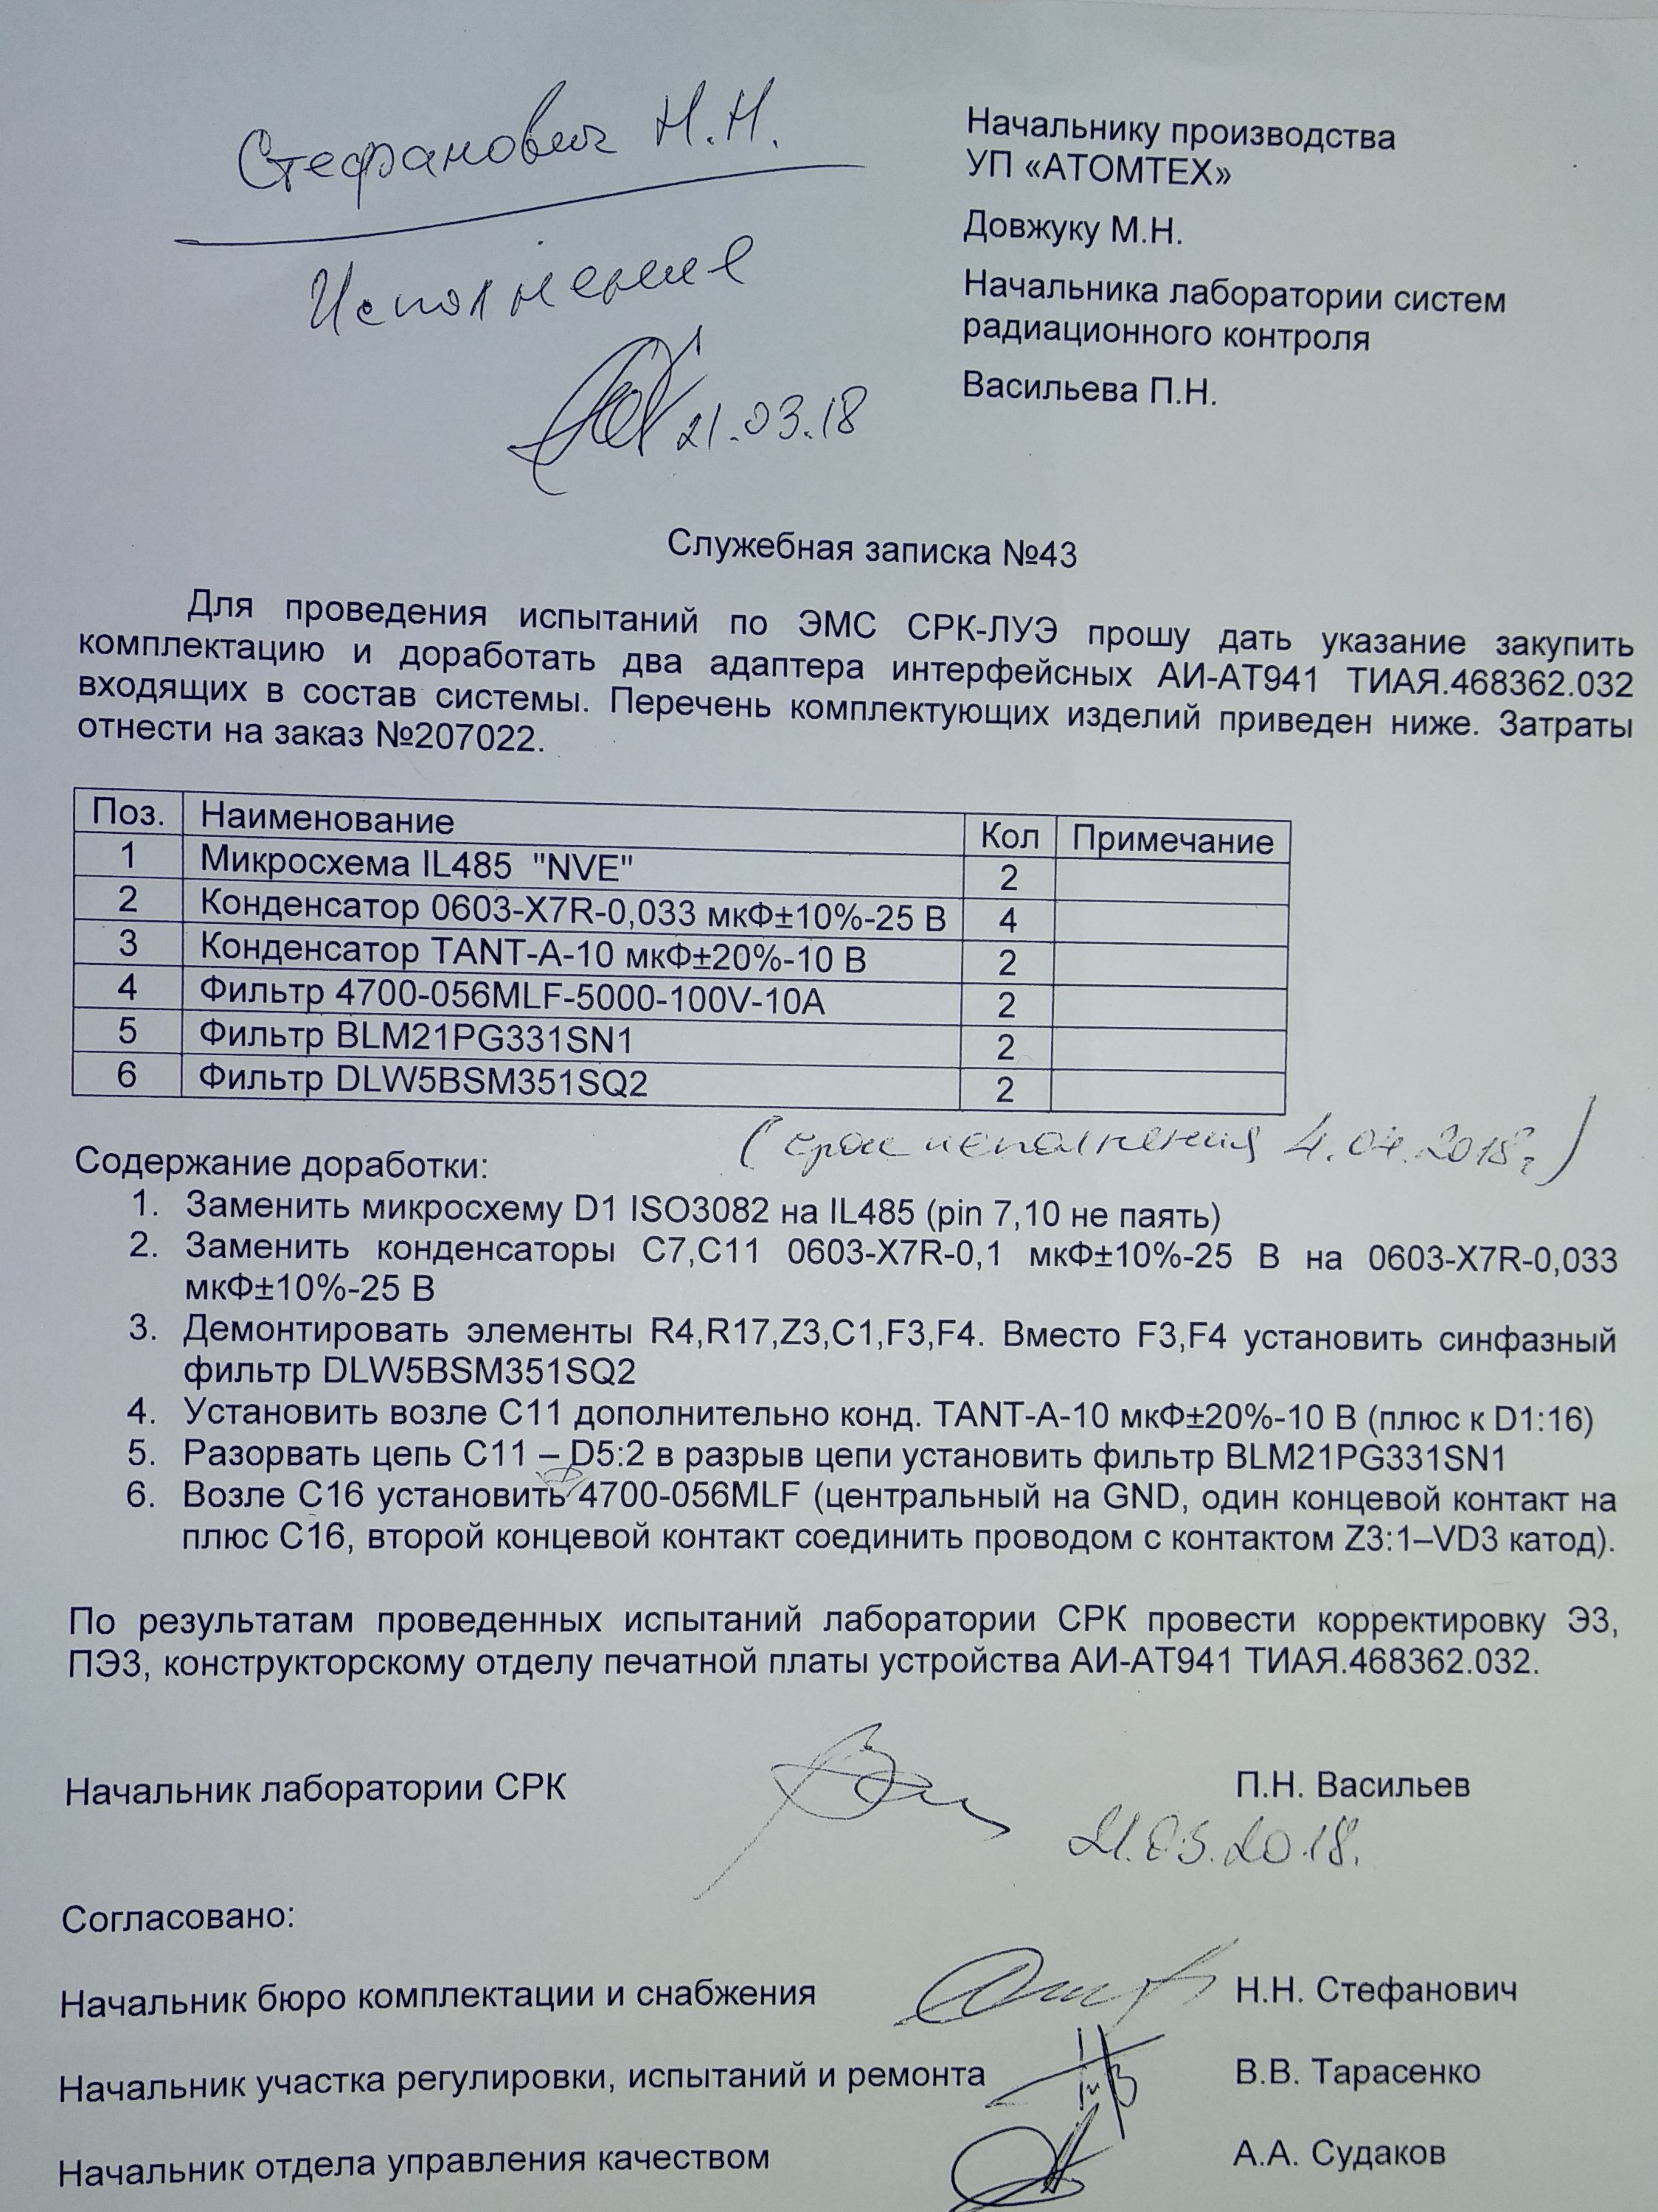 Стефанович Н.Н.
Исполнение
21.03.18
Начальнику производства
УП «АТОМТЕХ»
Довжуку М.Н.
Начальника лаборатории систем
радиационного контроля
Васильева П.Н.
Служебная записка №43
Для проведения испытаний по ЭМС СРК-ЛУЭ прошу дать указание закупить
комплектацию и доработать два адаптера интерфейсных АИ-АТ941 ТИАЯ.468362.032
входящих в состав системы. Перечень комплектующих изделий приведен ниже. Затраты
отнести на заказ №207022.
Поз. Наименование Кол Примечание
1 Микросхема IL485 "NVE" 2
2 Конденсатор 0603-X7R-0,033 мкФ±10%-25 В 4
3 Конденсатор TANT-A-10 мкФ±20%-10 В 2
4 Фильтр 4700-056MLF-5000-100V-10A 2
5 Фильтр BLM21PG331SN1 2
6 Фильтр DLW5BSM351SQ2 2
(срок исполнения 4.04.2018г)
Содержание доработки:
1. Заменить микросхему D1 ISO3082 на IL485 (pin 7,10 не паять)
2. Заменить конденсаторы С7,С11 0603-X7R-0,1 мкФ±10%-25 В на 0603-X7R-0,033
мкФ±10%-25 В
3. Демонтировать элементы R4,R17,Z3,C1,F3,F4. Вместо F3,F4 установить синфазный
фильтр DLW5BSM351SQ2
4. Установить возле С11 дополнительно конд. TANT-A-10 мкФ±20%-10 В (плюс к D1:16)
5. Разорвать цепь С11 – D5:2 в разрыв цепи установить фильтр BLM21PG331SN1
6. Возле С16 установить 4700-056MLF (центральный на GND, один концевой контакт на
плюс С16, второй концевой контакт соединить проводом с контактом Z3:1–VD3 катод).
По результатам проведенных испытаний лаборатории СРК провести корректировку Э3,
ПЭ3, конструкторскому отделу печатной платы устройства АИ-АТ941 ТИАЯ.468362.032.
Начальник лаборатории СРК П.Н. Васильев
21.03.2018.
Согласовано:
Начальник бюро комплектации и снабжения Н.Н. Стефанович
Начальник участка регулировки, испытаний и ремонта В.В. Тарасенко
Начальник отдела управления качеством А.А. Судаков